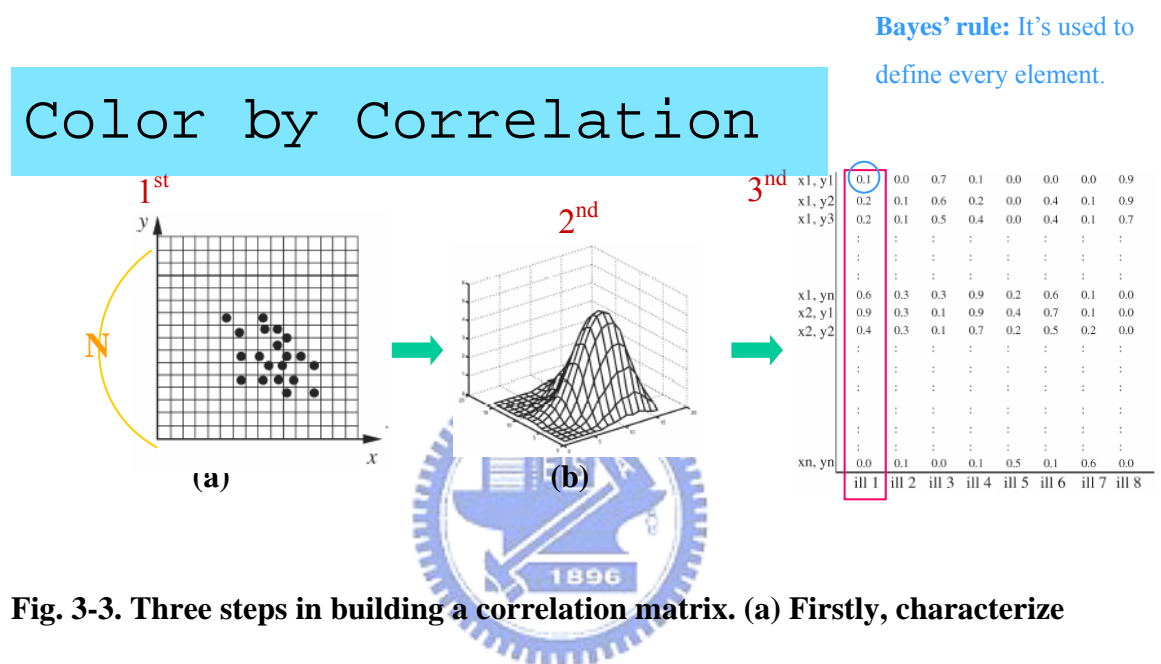 Bayes’ rule: It’s used to
define every element.
Color by Correlation
1st
2nd
3nd
y
N
x
(a)
(b)
x1, y1 0.1 0.0 0.7 0.1 0.0 0.0 0.0 0.9
x1, y2 0.2 0.1 0.6 0.2 0.0 0.4 0.1 0.9
x1, y3 0.2 0.1 0.5 0.4 0.0 0.4 0.1 0.7
: : : : : : : :
: : : : : : : :
: : : : : : : :
x1, yn 0.6 0.3 0.3 0.9 0.2 0.6 0.1 0.0
x2, y1 0.9 0.3 0.1 0.9 0.4 0.7 0.1 0.0
x2, y2 0.4 0.3 0.1 0.7 0.2 0.5 0.2 0.0
: : : : : : : :
: : : : : : : :
: : : : : : : :
: : : : : : : :
: : : : : : : :
: : : : : : : :
xn, yn 0.0 0.1 0.0 0.1 0.5 0.1 0.6 0.0
ill 1 ill 2 ill 3 ill 4 ill 5 ill 6 ill 7 ill 8
1896
Fig. 3-3. Three steps in building a correlation matrix. (a) Firstly, characterize